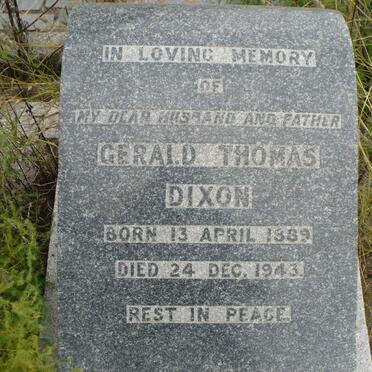 IN LOVING MEMORY
OF
MY DEAR HUSBAND AND FATHER
GERALD THOMAS
DIXON
BORN 13 APRIL 1889
DIED 24 DEC. 1943.
REST IN PEACE.